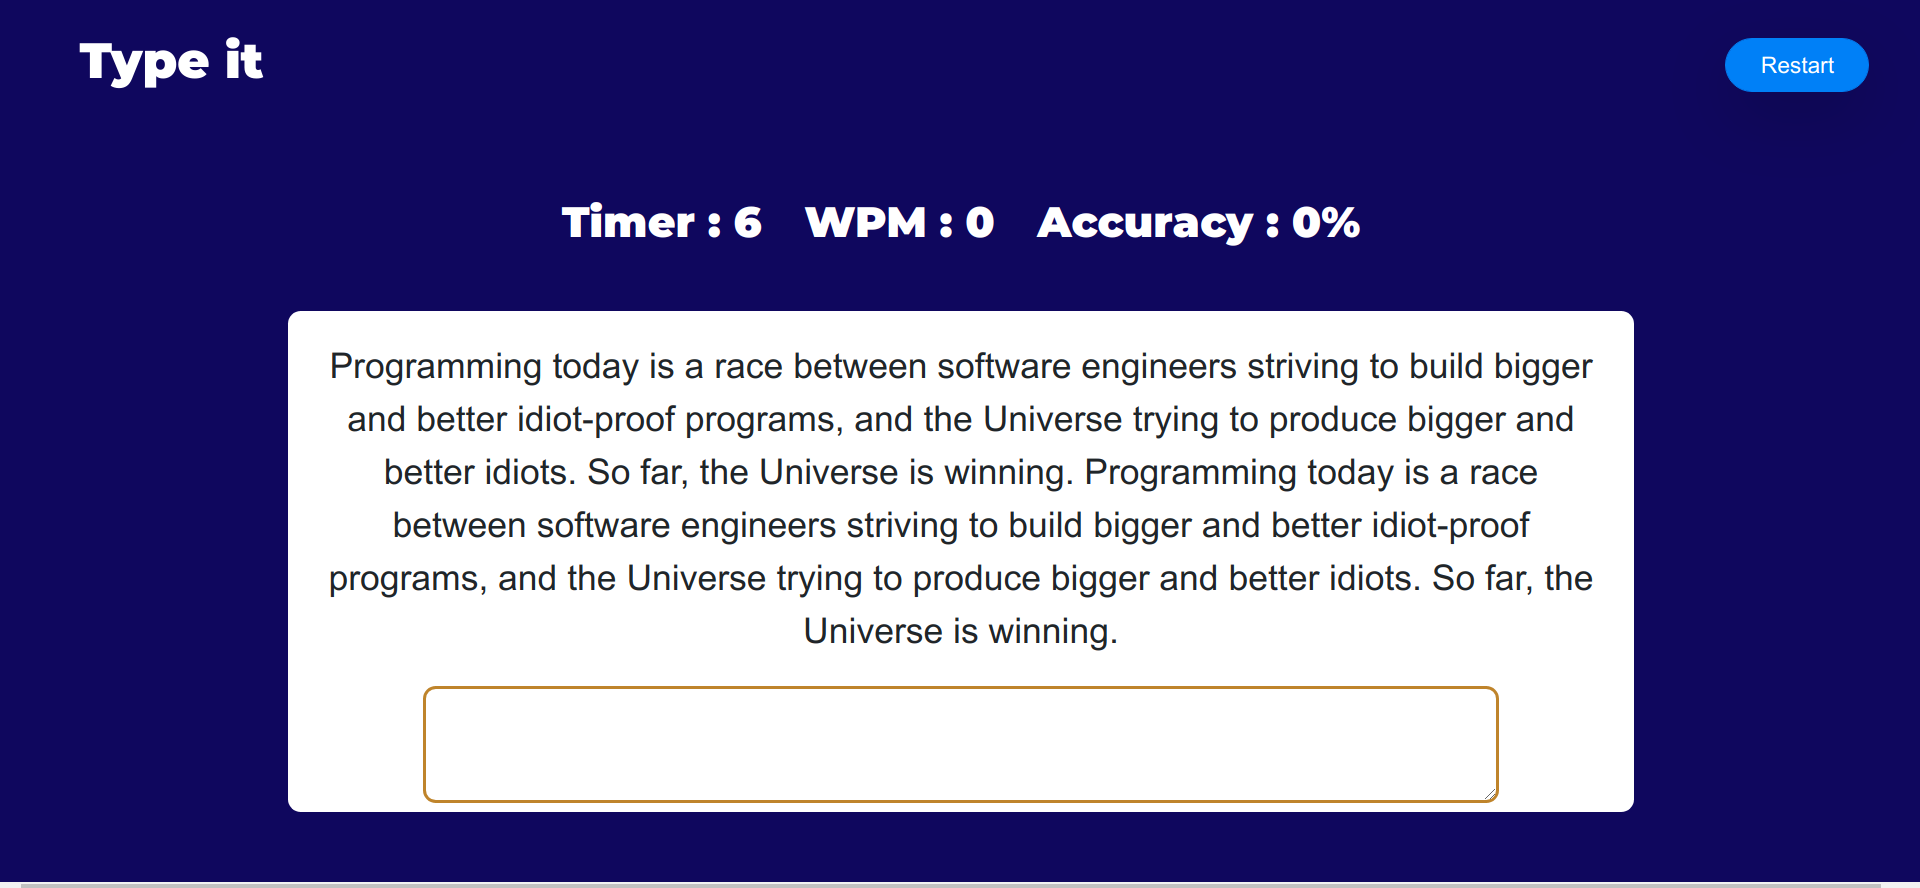 Type it
Restart
Timer : 6 WPM : 0 Accuracy : 0%
Programming today is a race between software engineers striving to build bigger
and better idiot-proof programs, and the Universe trying to produce bigger and
better idiots. So far, the Universe is winning. Programming today is a race
between software engineers striving to build bigger and better idiot-proof
programs, and the Universe trying to produce bigger and better idiots. So far, the
Universe is winning.